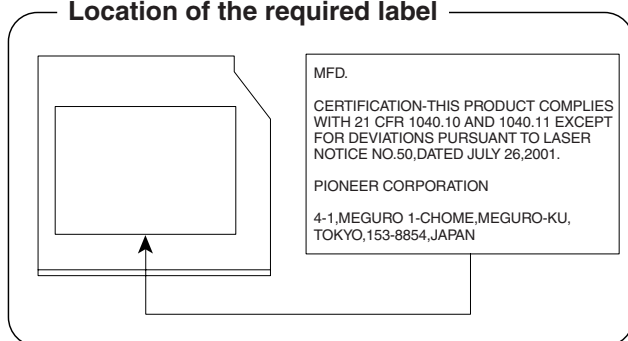 Location of the required label
MFD.
CERTIFICATION-THIS PRODUCT COMPLIES
WITH 21 CFR 1040.10 AND 1040.11 EXCEPT
FOR DEVIATIONS PURSUANT TO LASER
NOTICE NO.50,DATED JULY 26,2001.
PIONEER CORPORATION
4-1,MEGURO 1-CHOME,MEGURO-KU,
TOKYO,153-8854,JAPAN